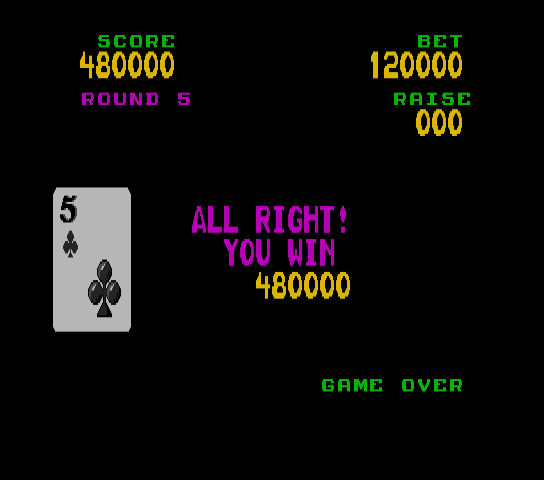 SCORE
480000
BET
120000
ROUND 5
RAISE
000
5
ALL RIGHT!
YOU WIN
480000
GAME OVER